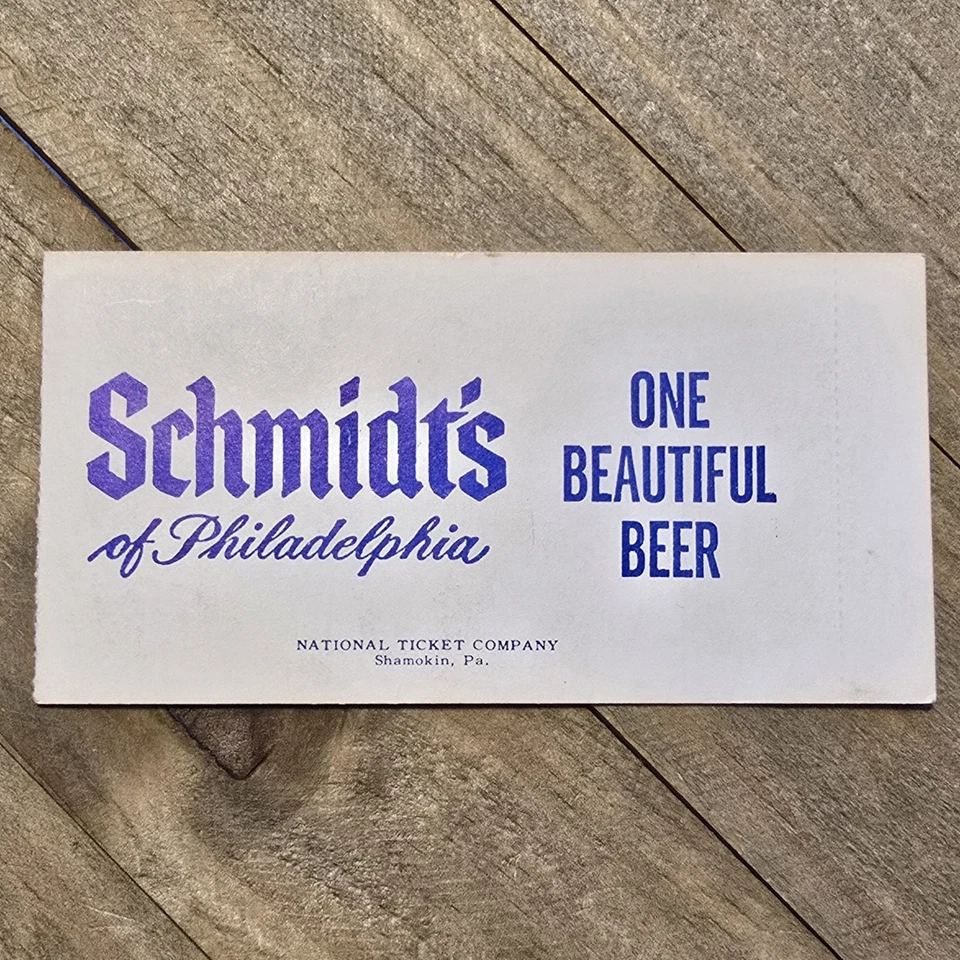 Schmidt's
of Philadelphia
ONE
BEAUTIFUL
BEER
NATIONAL TICKET COMPANY
Shamokin, Pa.